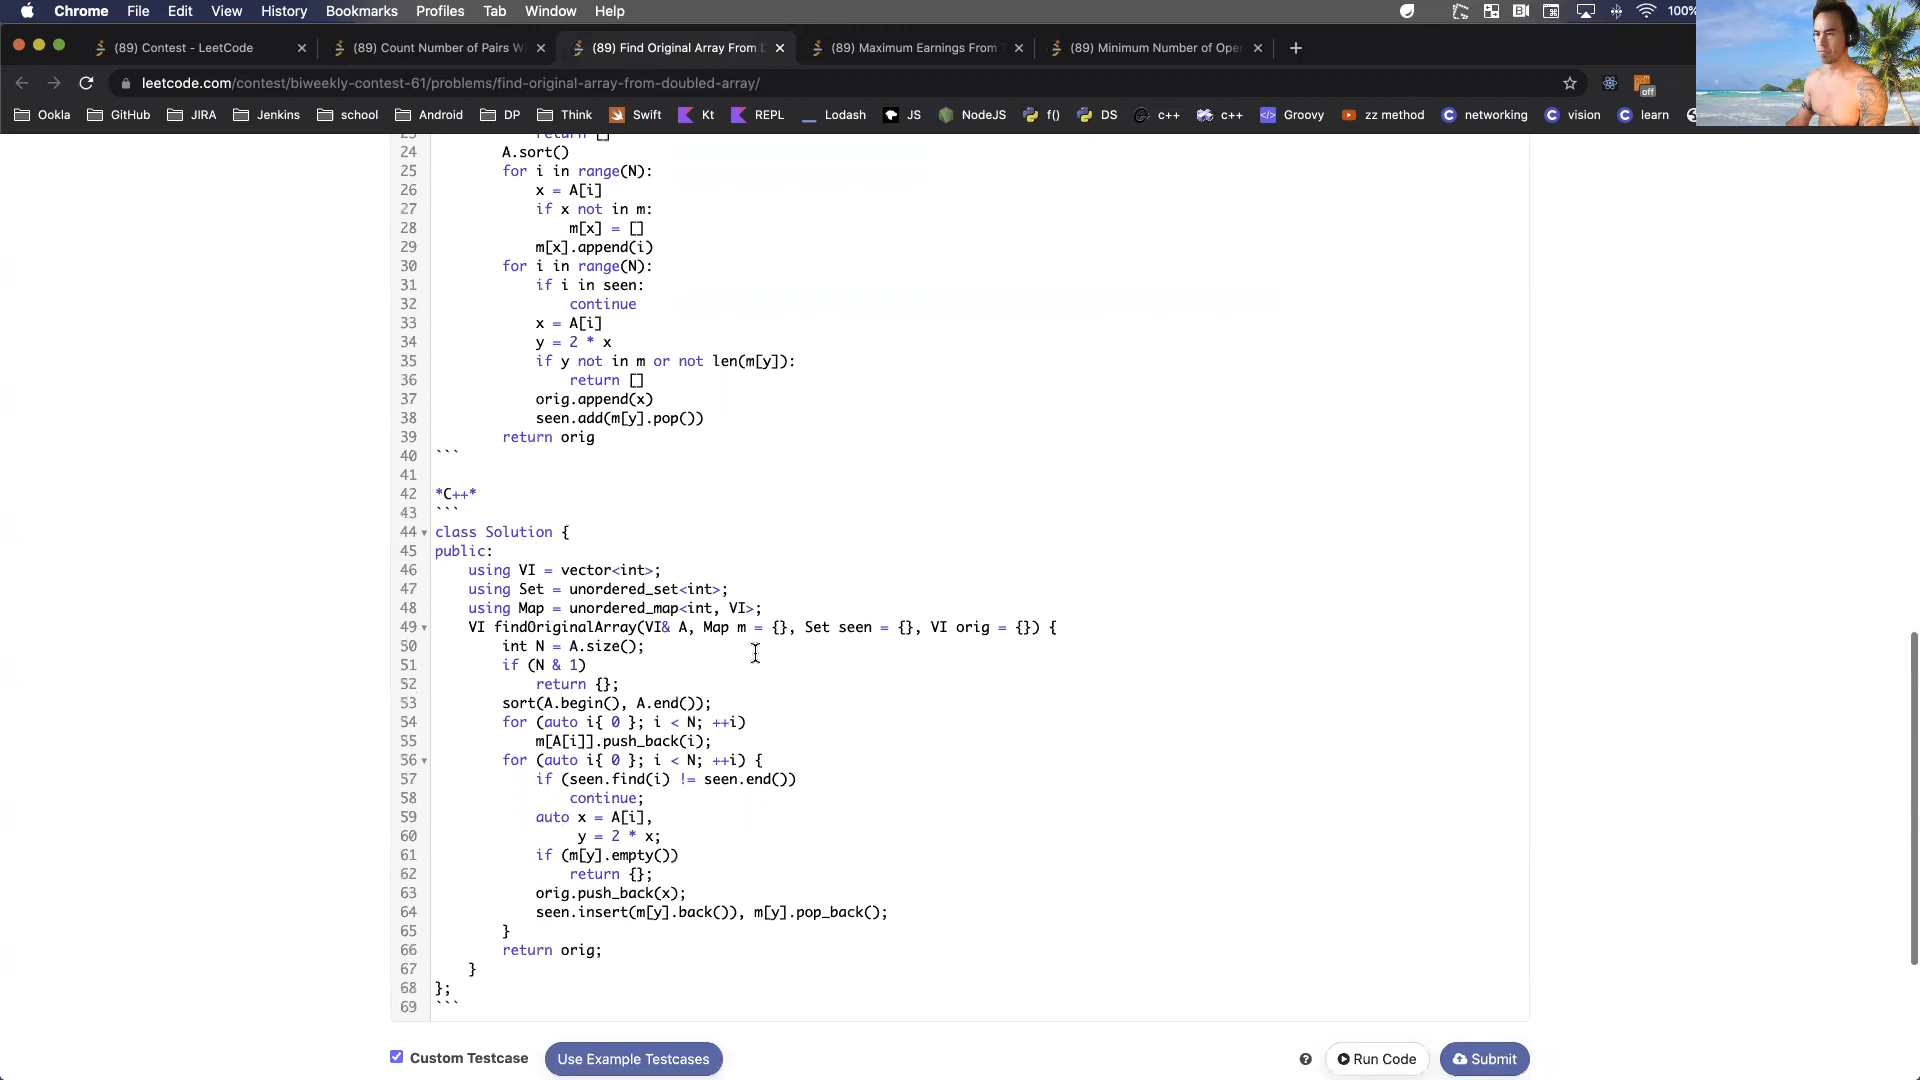 Chrome File Edit View History Bookmarks Profiles Tab Window Help 100%
(89) Contest - LeetCode (89) Count Number of Pairs W (89) Find Original Array From D (89) Maximum Earnings From T (89) Minimum Number of Oper
leetcode.com/contest/biweekly-contest-61/problems/find-original-array-from-doubled-array/ off
Ookla GitHub JIRA Jenkins school Android DP Think Swift Kt REPL Lodash JS NodeJS f() DS c++ c++ Groovy zz method networking vision learn
23 return []
24 A.sort()
25 for i in range(N):
26 x = A[i]
27 if x not in m:
28 m[x] = []
29 m[x].append(i)
30 for i in range(N):
31 if i in seen:
32 continue
33 x = A[i]
34 y = 2 * x
35 if y not in m or not len(m[y]):
36 return []
37 orig.append(x)
38 seen.add(m[y].pop())
39 return orig
40 ```
41
42 *C++*
43 ```
44 class Solution {
45 public:
46 using VI = vector<int>;
47 using Set = unordered_set<int>;
48 using Map = unordered_map<int, VI>;
49 VI findOriginalArray(VI& A, Map m = {}, Set seen = {}, VI orig = {}) {
50 int N = A.size();
51 if (N & 1)
52 return {};
53 sort(A.begin(), A.end());
54 for (auto i{ 0 }; i < N; ++i)
55 m[A[i]].push_back(i);
56 for (auto i{ 0 }; i < N; ++i) {
57 if (seen.find(i) != seen.end())
58 continue;
59 auto x = A[i],
60 y = 2 * x;
61 if (m[y].empty())
62 return {};
63 orig.push_back(x);
64 seen.insert(m[y].back()), m[y].pop_back();
65 }
66 return orig;
67 }
68 };
69 ```
Custom Testcase Use Example Testcases Run Code Submit